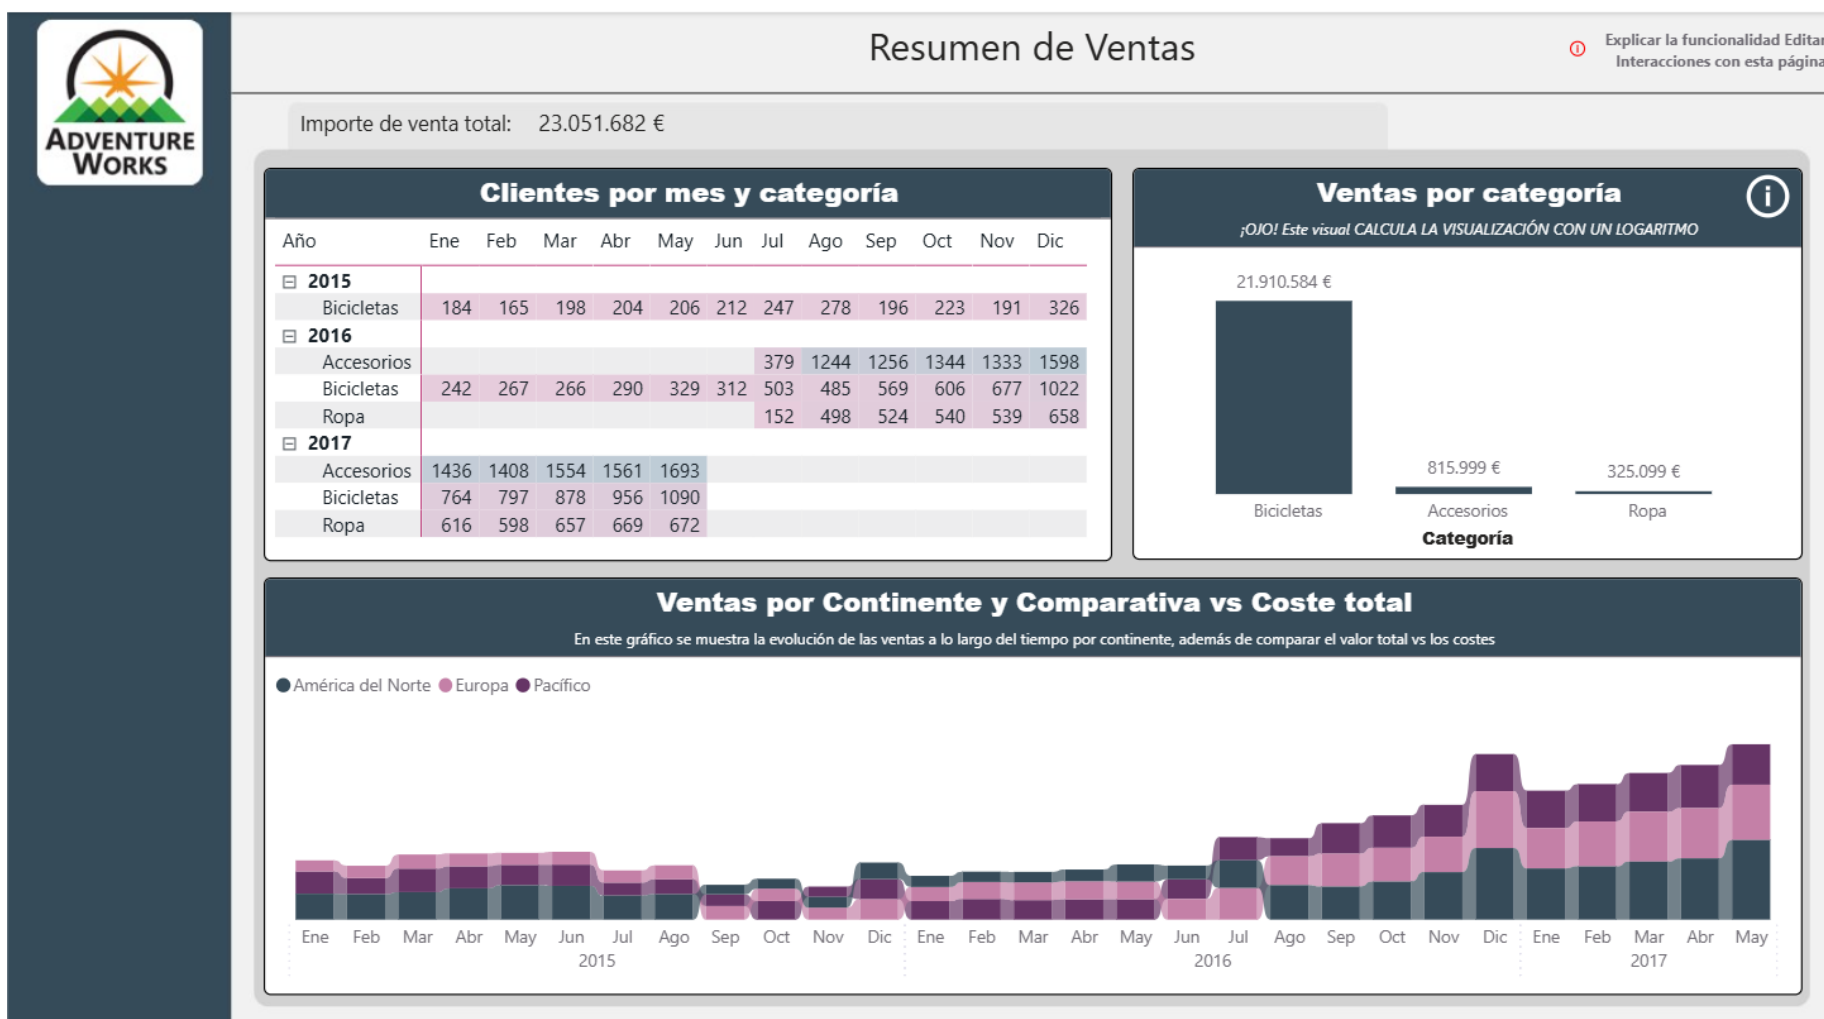 ADVENTURE
WORKS
Resumen de Ventas
Explicar la funcionalidad Editar
Interacciones con esta página
Importe de venta total: 23.051.682 €
Clientes por mes y categoría
Año Ene Feb Mar Abr May Jun Jul Ago Sep Oct Nov Dic
2015
Bicicletas 184 165 198 204 206 212 247 278 196 223 191 326
2016
Accesorios 379 1244 1256 1344 1333 1598
Bicicletas 242 267 266 290 329 312 503 485 569 606 677 1022
Ropa 152 498 524 540 539 658
2017
Accesorios 1436 1408 1554 1561 1693
Bicicletas 764 797 878 956 1090
Ropa 616 598 657 669 672
Ventas por categoría
¡OJO! Este visual CALCULA LA VISUALIZACIÓN CON UN LOGARITMO
21.910.584 €
815.999 €
325.099 €
Bicicletas Accesorios Ropa
Categoría
Ventas por Continente y Comparativa vs Coste total
En este gráfico se muestra la evolución de las ventas a lo largo del tiempo por continente, además de comparar el valor total vs los costes
América del Norte Europa Pacífico
Ene Feb Mar Abr May Jun Jul Ago Sep Oct Nov Dic Ene Feb Mar Abr May Jun Jul Ago Sep Oct Nov Dic Ene Feb Mar Abr May
2015 2016 2017